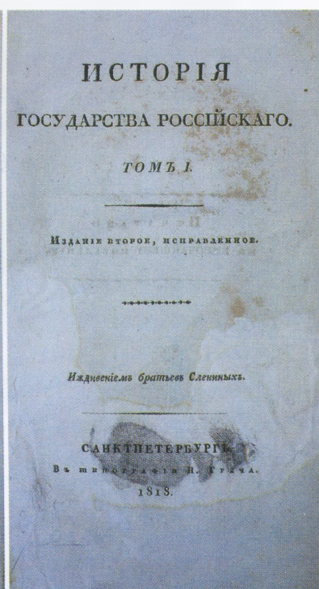 ИСТОРІЯ
ГОСУДАРСТВА РОССІЙСКАГО.
ТОМЪ I.
Изданіе второе, исправленное.
Иждивеніемъ братьевъ Слениныхъ.
САНКТПЕТЕРБУРГЪ
Въ типографіи Н. Греча.
1818.